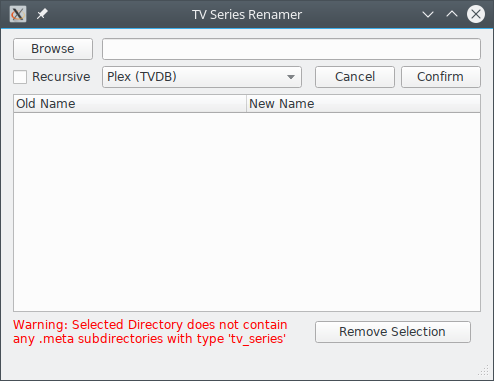 TV Series Renamer
Browse
Recursive Plex (TVDB) Cancel Confirm
Old Name New Name
Warning: Selected Directory does not contain
any .meta subdirectories with type 'tv_series'
Remove Selection